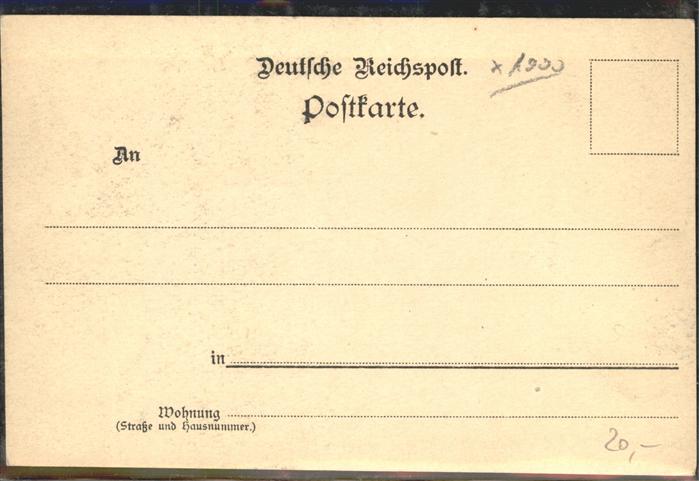 Deutsche Reichspost. x 1900
Postkarte.
An
in
Wohnung
(Straße und Hausnummer.)
20,-